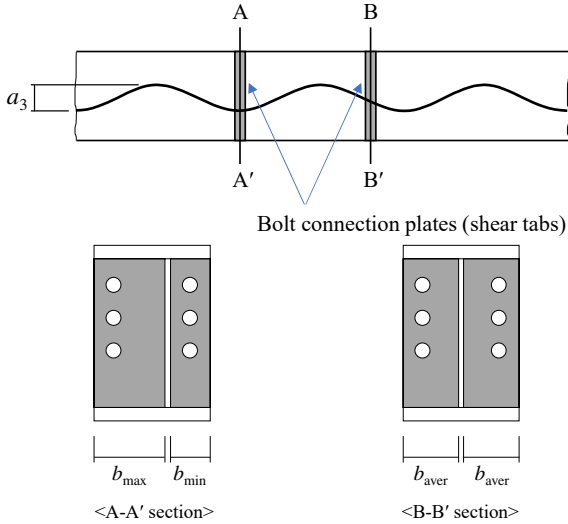 A B
a3
A′ B′
Bolt connection plates (shear tabs)
bmax bmin baver baver
<A-A′ section> <B-B′ section>